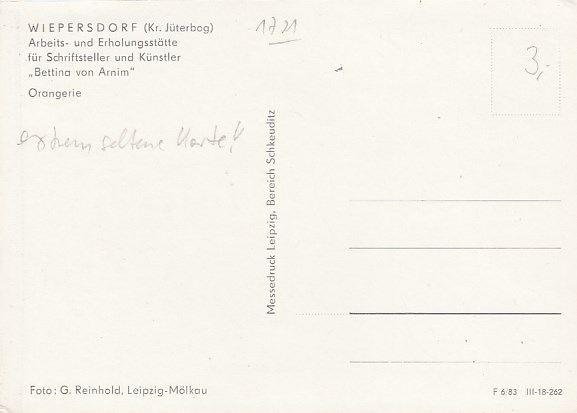 WIEPERSDORF (Kr. Jüterbog)
Arbeits- und Erholungsstätte
für Schriftsteller und Künstler
„Bettina von Arnim"
Orangerie
1721
3,-
extrem seltene Karte!
Messedruck Leipzig, Bereich Schkeuditz
Foto: G. Reinhold, Leipzig-Mölkau
F 6/83 III-18-262